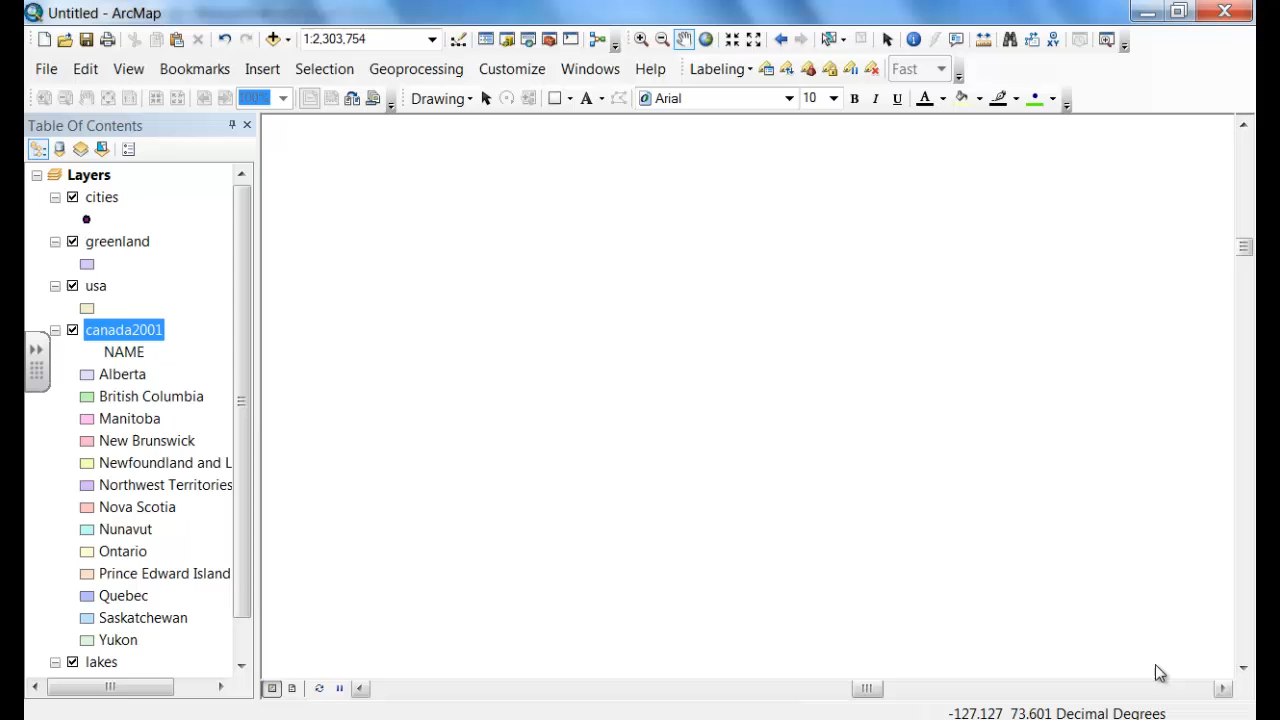 Untitled - ArcMap
1:2,303,754
File Edit View Bookmarks Insert Selection Geoprocessing Customize Windows Help Labeling Fast
100% Drawing A Arial 10 B I U A
Table Of Contents
Layers
cities
greenland
usa
canada2001
NAME
Alberta
British Columbia
Manitoba
New Brunswick
Newfoundland and L
Northwest Territories
Nova Scotia
Nunavut
Ontario
Prince Edward Island
Quebec
Saskatchewan
Yukon
lakes
-127.127 73.601 Decimal Degrees